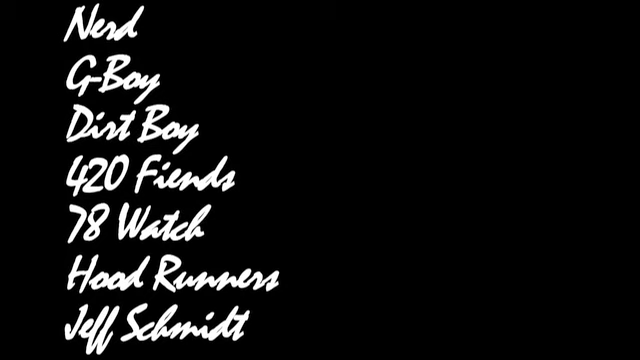 Nerd
G-Boy
Dirt Boy
420 Fiends
78 Watch
Hood Runners
Jeff Schmidt